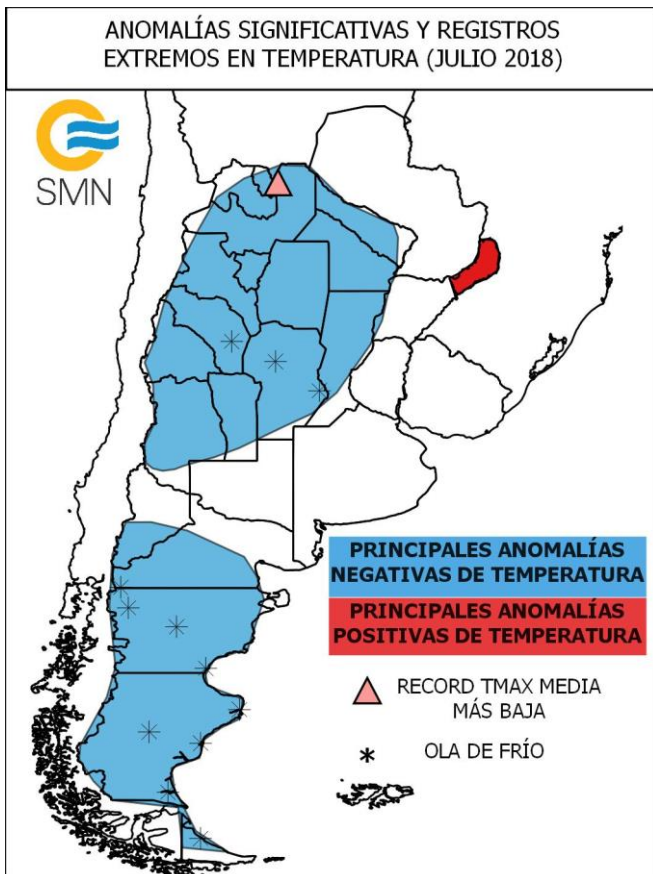 ANOMALÍAS SIGNIFICATIVAS Y REGISTROS
EXTREMOS EN TEMPERATURA (JULIO 2018)
SMN
PRINCIPALES ANOMALÍAS
NEGATIVAS DE TEMPERATURA
PRINCIPALES ANOMALÍAS
POSITIVAS DE TEMPERATURA
RECORD TMAX MEDIA
MÁS BAJA
OLA DE FRÍO